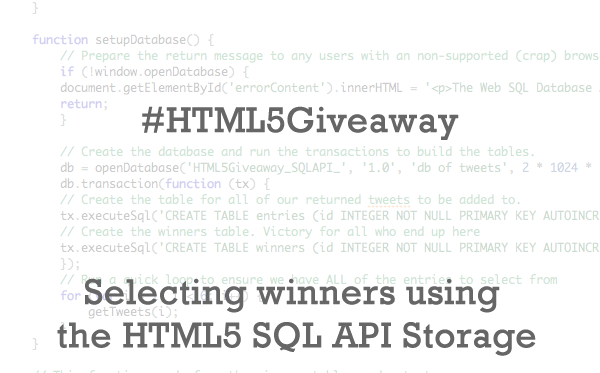 }
function setupDatabase() {
// Prepare the return message to any users with an non-supported (crap) brows
if (!window.openDatabase) {
document.getElementById('errorContent').innerHTML = '<p>The Web SQL Database
return;
}
#HTML5Giveaway
// Create the database and run the transactions to build the tables.
db = openDatabase('HTML5Giveaway_SQLAPI_', '1.0', 'db of tweets', 2 * 1024 *
db.transaction(function (tx) {
// Create the table for all of our returned tweets to be added to.
tx.executeSql('CREATE TABLE entries (id INTEGER NOT NULL PRIMARY KEY AUTOINCR
// Create the winners table. Victory for all who end up here
tx.executeSql('CREATE TABLE winners (id INTEGER NOT NULL PRIMARY KEY AUTOINCR
});
// Run a quick loop to ensure we have ALL of the entries to select from
for
Selecting winners using
getTweets(i);
the HTML5 SQL API Storage
}